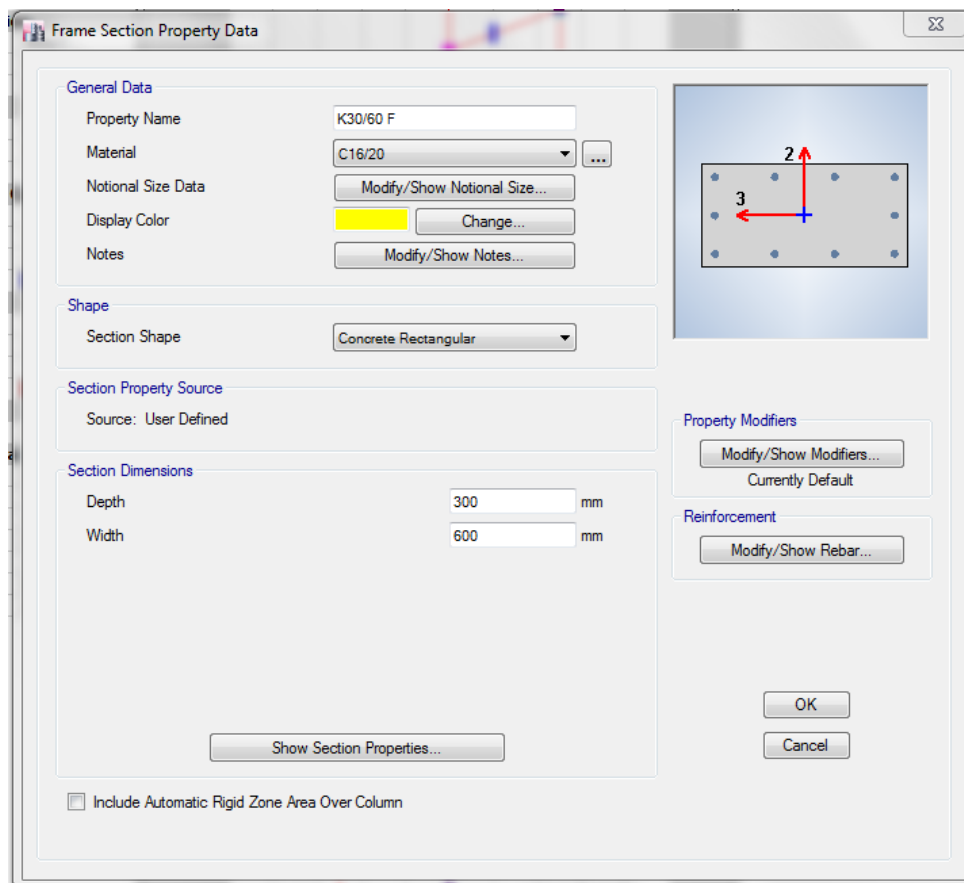 Frame Section Property Data
General Data
Property Name K30/60 F
Material C16/20 ...
Notional Size Data Modify/Show Notional Size...
Display Color Change...
Notes Modify/Show Notes...
2
3
Shape
Section Shape Concrete Rectangular
Section Property Source
Source: User Defined
Property Modifiers
Modify/Show Modifiers...
Currently Default
Section Dimensions
Depth 300 mm
Width 600 mm
Reinforcement
Modify/Show Rebar...
OK
Cancel
Show Section Properties...
Include Automatic Rigid Zone Area Over Column